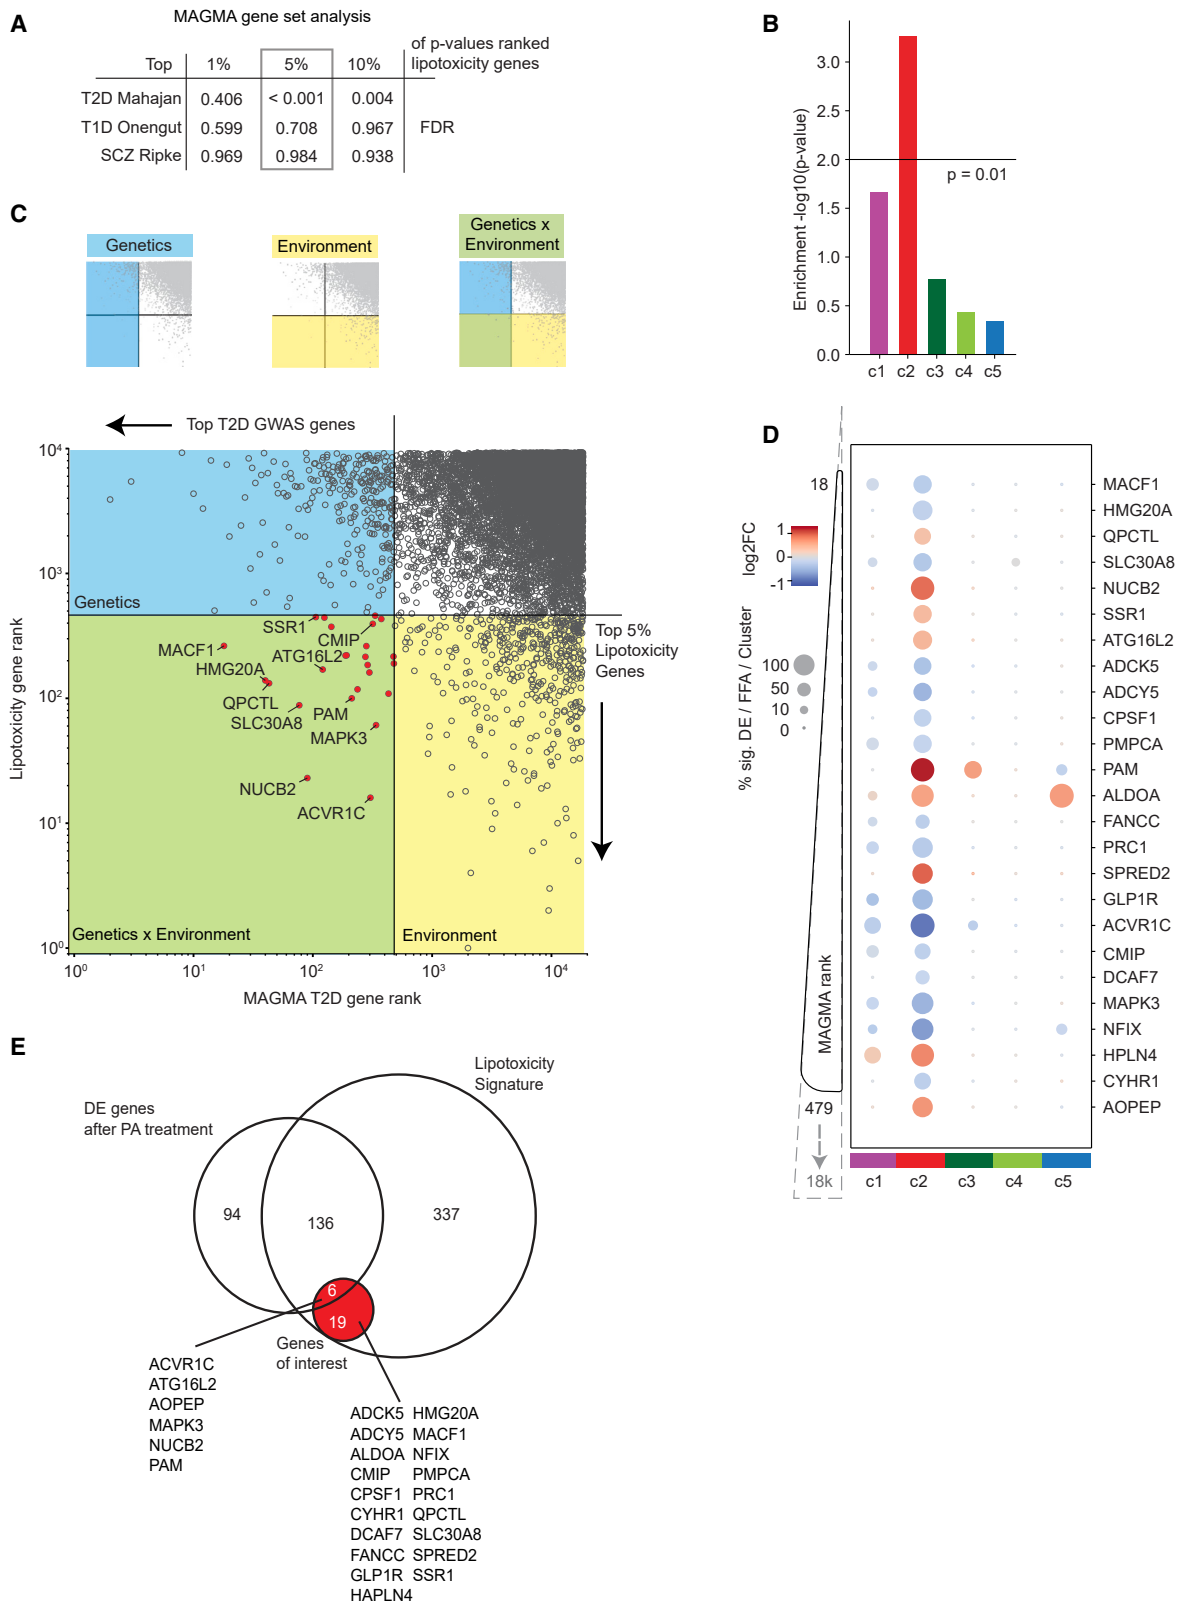 A
MAGMA gene set analysis
of p-values ranked
lipotoxicity genes
Top 1% 5% 10%
T2D Mahajan 0.406 < 0.001 0.004
T1D Onengut 0.599 0.708 0.967 FDR
SCZ Ripke 0.969 0.984 0.938
B
Enrichment -log10(p-value)
3.0
2.5
2.0
1.5
1.0
0.5
0.0
p = 0.01
c1 c2 c3 c4 c5
C
Genetics
Environment
Genetics x
Environment
Top T2D GWAS genes
Lipotoxicity gene rank
10⁴
10³
10²
10¹
10⁰
Genetics
SSR1
CMIP
MACF1
ATG16L2
HMG20A
QPCTL
SLC30A8
PAM
MAPK3
NUCB2
ACVR1C
Top 5%
Lipotoxicity
Genes
Genetics x Environment
Environment
10⁰ 10¹ 10² 10³ 10⁴
MAGMA T2D gene rank
D
18
MAGMA rank
479
18k
log2FC
1
0
-1
% sig. DE / FFA / Cluster
100
50
10
0
MACF1
HMG20A
QPCTL
SLC30A8
NUCB2
SSR1
ATG16L2
ADCK5
ADCY5
CPSF1
PMPCA
PAM
ALDOA
FANCC
PRC1
SPRED2
GLP1R
ACVR1C
CMIP
DCAF7
MAPK3
NFIX
HPLN4
CYHR1
AOPEP
c1 c2 c3 c4 c5
E
Lipotoxicity
Signature
DE genes
after PA treatment
94
136
337
6
19
Genes
of interest
ACVR1C
ATG16L2
AOPEP
MAPK3
NUCB2
PAM
ADCK5 HMG20A
ADCY5 MACF1
ALDOA NFIX
CMIP PMPCA
CPSF1 PRC1
CYHR1 QPCTL
DCAF7 SLC30A8
FANCC SPRED2
GLP1R SSR1
HAPLN4